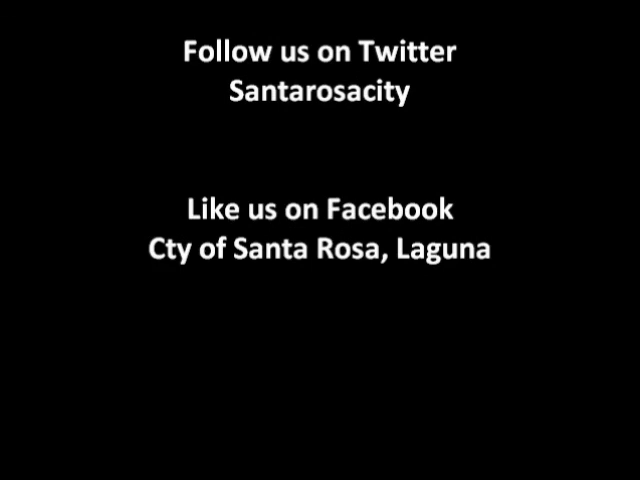 Follow us on Twitter
Santarosacity
Like us on Facebook
Cty of Santa Rosa, Laguna